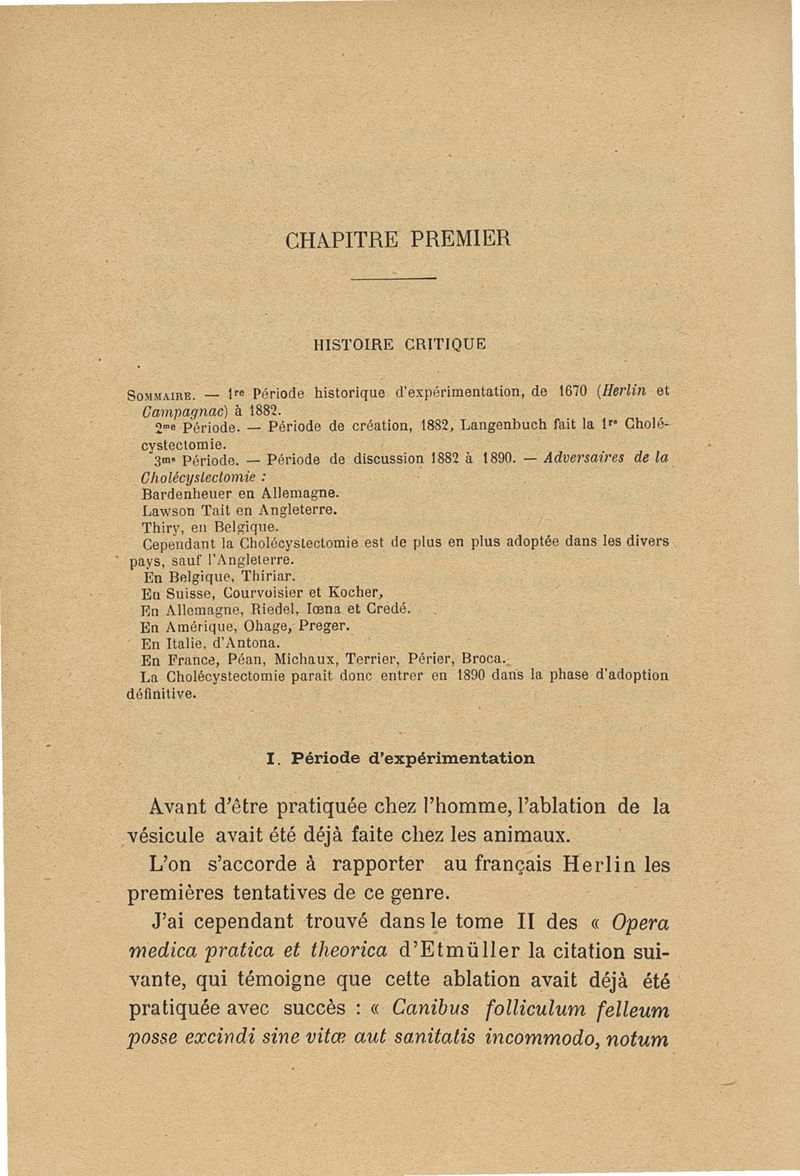 CHAPITRE PREMIER
HISTOIRE CRITIQUE
SOMMAIRE. — 1re Période historique d'expérimentation, de 1670 (Herlin et
Campagnac) à 1882.
2me Période. — Période de création, 1882, Langenbuch fait la 1re Cholé-
cystectomie.
3me Période. — Période de discussion 1882 à 1890. — Adversaires de la
Cholécystectomie :
Bardenheuer en Allemagne.
Lawson Tait en Angleterre.
Thiry, en Belgique.
Cependant la Cholécystectomie est de plus en plus adoptée dans les divers
pays, sauf l'Angleterre.
En Belgique, Thiriar.
En Suisse, Courvoisier et Kocher,
En Allemagne, Riedel, Iœna et Credé.
En Amérique, Ohage, Preger.
En Italie, d'Antona.
En France, Péan, Michaux, Terrier, Périer, Broca.
La Cholécystectomie paraît donc entrer en 1890 dans la phase d'adoption
définitive.
I. Période d'expérimentation
Avant d'être pratiquée chez l'homme, l'ablation de la
vésicule avait été déjà faite chez les animaux.
L'on s'accorde à rapporter au français Herlin les
premières tentatives de ce genre.
J'ai cependant trouvé dans le tome II des « Opera
medica pratica et theorica d'Etmüller la citation sui-
vante, qui témoigne que cette ablation avait déjà été
pratiquée avec succès : « Canibus folliculum felleum
posse excindi sine vitæ aut sanitatis incommodo, notum